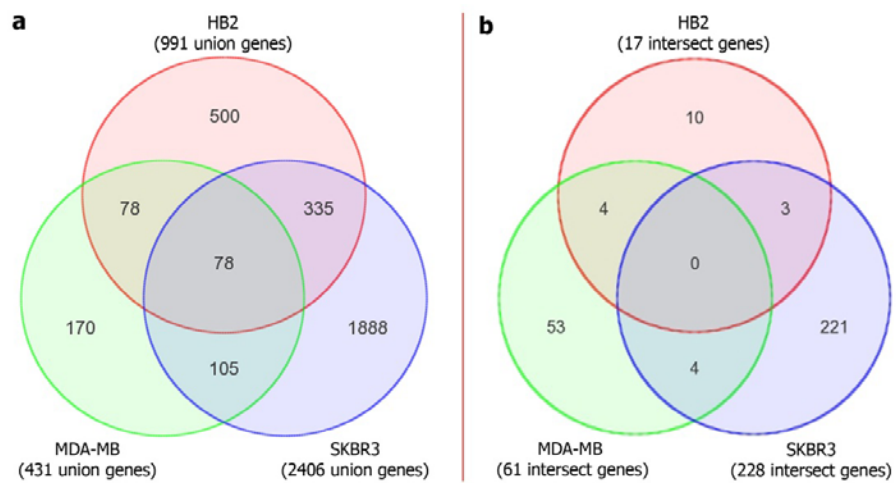 a
HB2
(991 union genes)
500
78
335
78
170
1888
105
MDA-MB
(431 union genes)
SKBR3
(2406 union genes)
b
HB2
(17 intersect genes)
10
4
3
0
53
221
4
MDA-MB
(61 intersect genes)
SKBR3
(228 intersect genes)